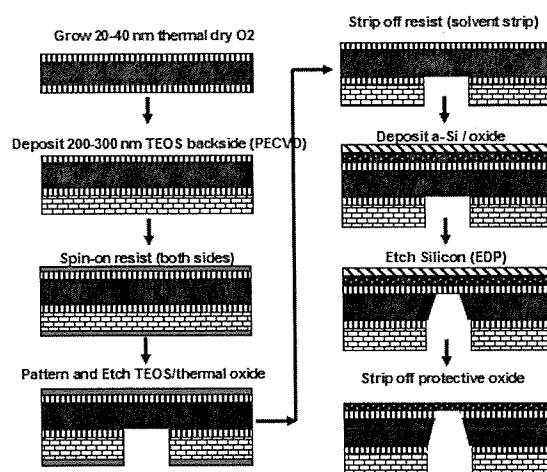 Grow 20-40 nm thermal dry O2
Deposit 200-300 nm TEOS backside (PECVD)
Spin-on resist (both sides)
Pattern and Etch TEOS/thermal oxide
Strip off resist (solvent strip)
Deposit a-Si / oxide
Etch Silicon (EDP)
Strip off protective oxide